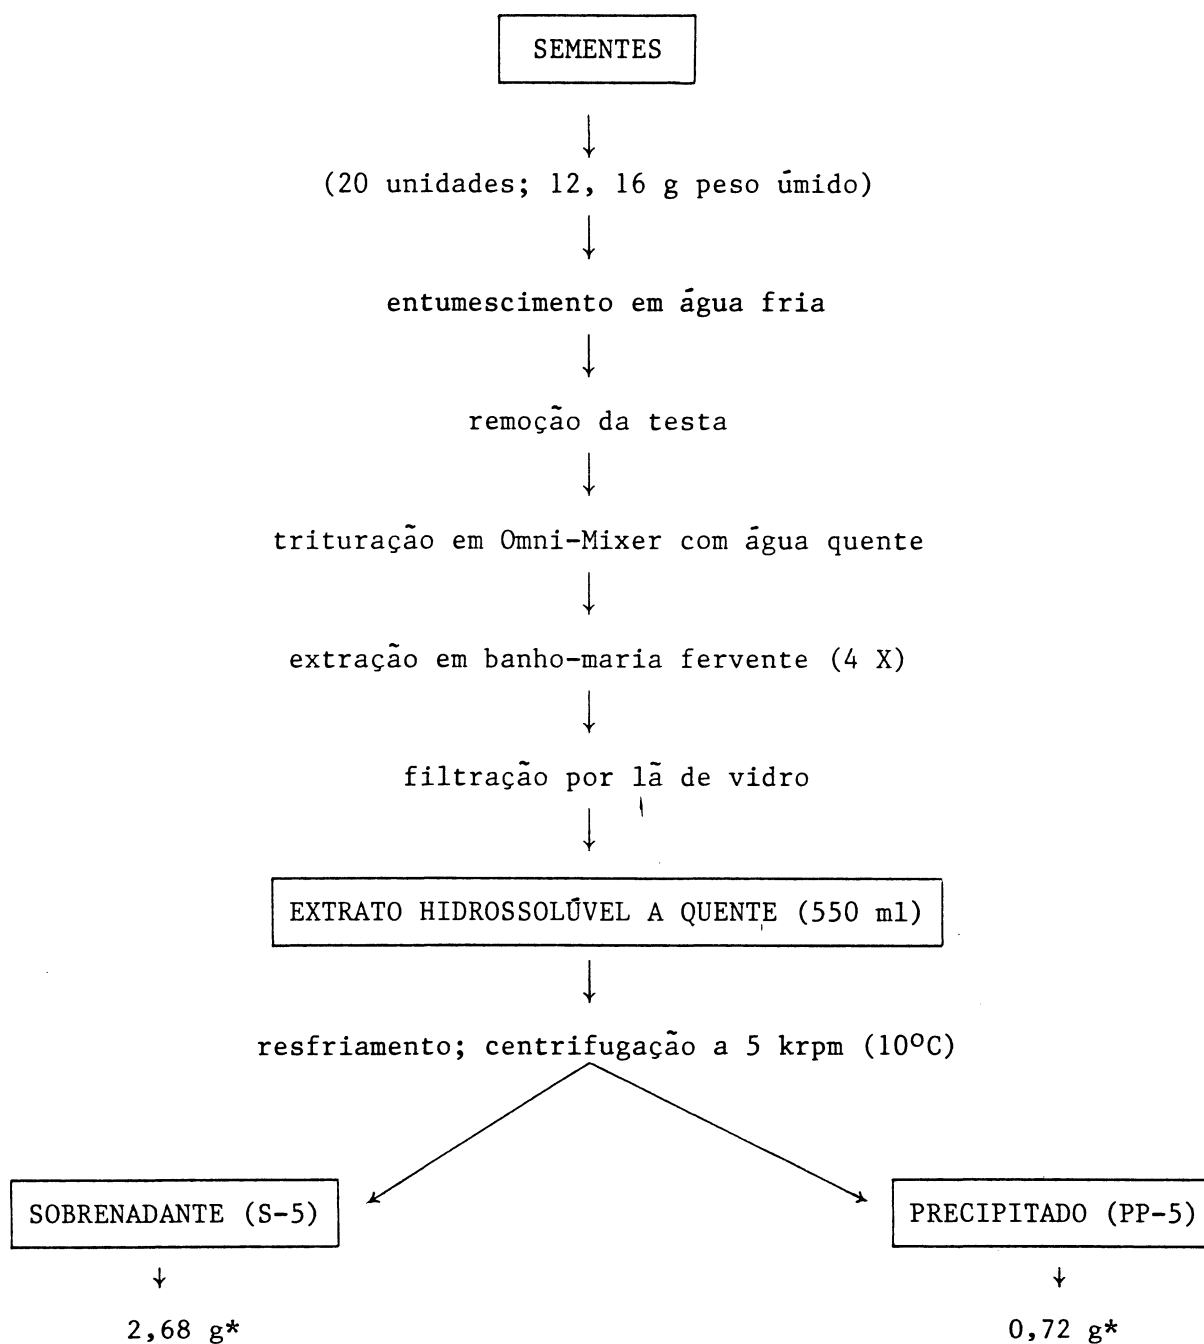 SEMENTES
(20 unidades; 12, 16 g peso úmido)
entumescimento em água fria
remoção da testa
trituração em Omni-Mixer com água quente
extração em banho-maria fervente (4 X)
filtração por lã de vidro
EXTRATO HIDROSSOLÚVEL A QUENTE (550 ml)
resfriamento; centrifugação a 5 krpm (10ºC)
SOBRENADANTE (S-5)
PRECIPITADO (PP-5)
2,68 g*
0,72 g*